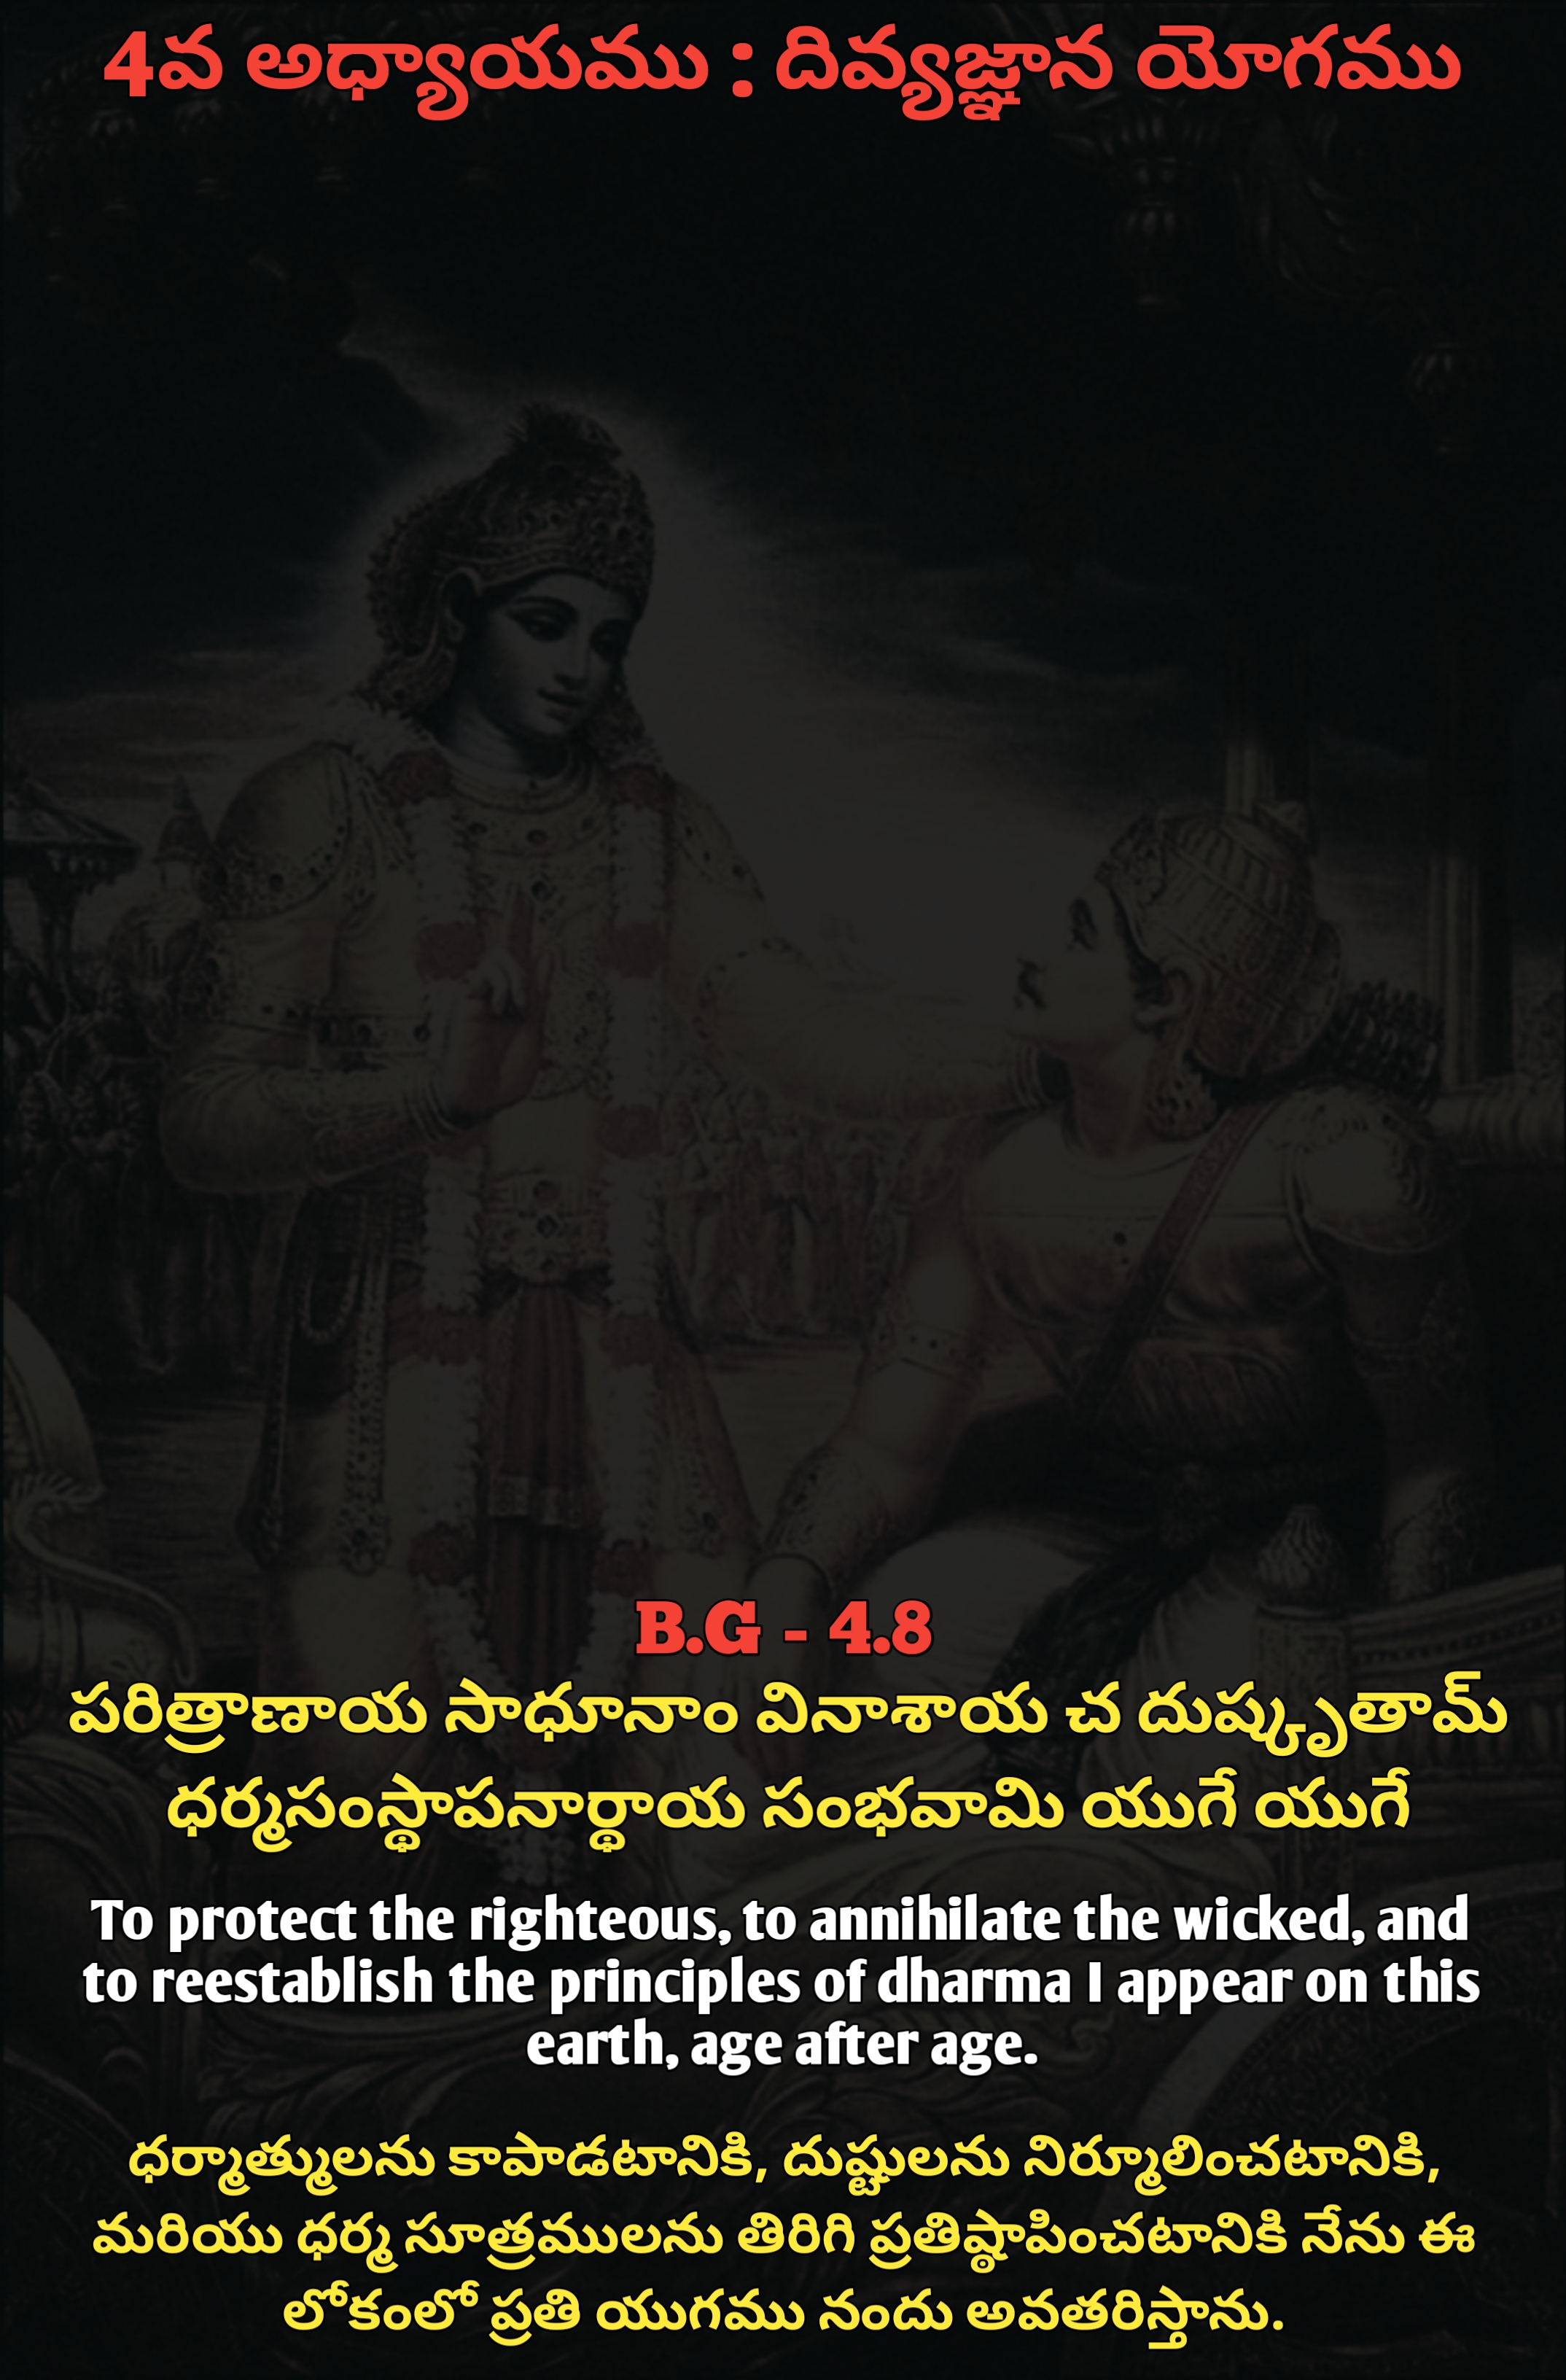 4వ అధ్యాయము : దివ్యజ్ఞాన యోగము
B.G - 4.8
పరిత్రాణాయ సాధూనాం వినాశాయ చ దుష్కృతామ్
ధర్మసంస్థాపనార్థాయ సంభవామి యుగే యుగే
To protect the righteous, to annihilate the wicked, and
to reestablish the principles of dharma I appear on this
earth, age after age.
ధర్మాత్ములను కాపాడటానికి, దుష్టులను నిర్మూలించటానికి,
మరియు ధర్మ సూత్రములను తిరిగి ప్రతిష్ఠాపించటానికి నేను ఈ
లోకంలో ప్రతి యుగము నందు అవతరిస్తాను.